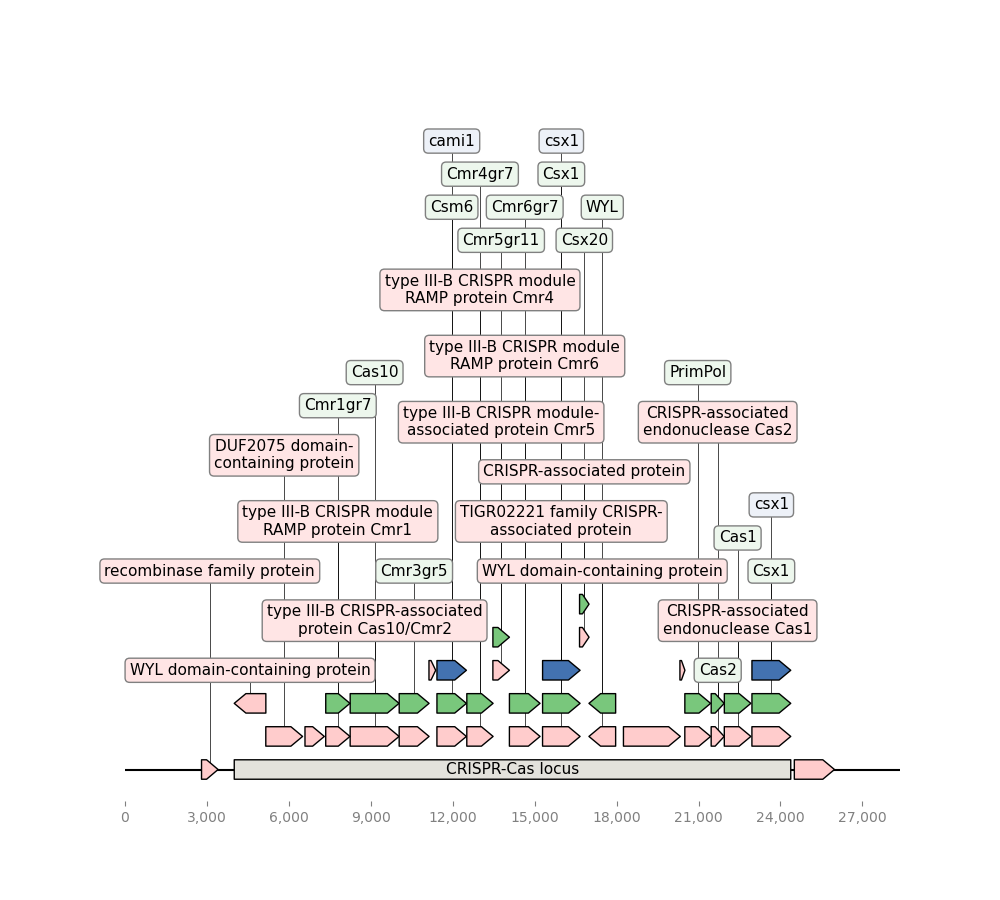 cami1
csx1
Cmr4gr7
Csx1
Csm6
Cmr6gr7
WYL
Cmr5gr11
Csx20
type III-B CRISPR module
RAMP protein Cmr4
type III-B CRISPR module
RAMP protein Cmr6
Cas10
PrimPol
Cmr1gr7
type III-B CRISPR module-
associated protein Cmr5
CRISPR-associated
endonuclease Cas2
DUF2075 domain-
containing protein
CRISPR-associated protein
csx1
type III-B CRISPR module
RAMP protein Cmr1
TIGR02221 family CRISPR-
associated protein
Cas1
recombinase family protein
Cmr3gr5
WYL domain-containing protein
Csx1
type III-B CRISPR-associated
protein Cas10/Cmr2
CRISPR-associated
endonuclease Cas1
WYL domain-containing protein
Cas2
CRISPR-Cas locus
0
3,000
6,000
9,000
12,000
15,000
18,000
21,000
24,000
27,000